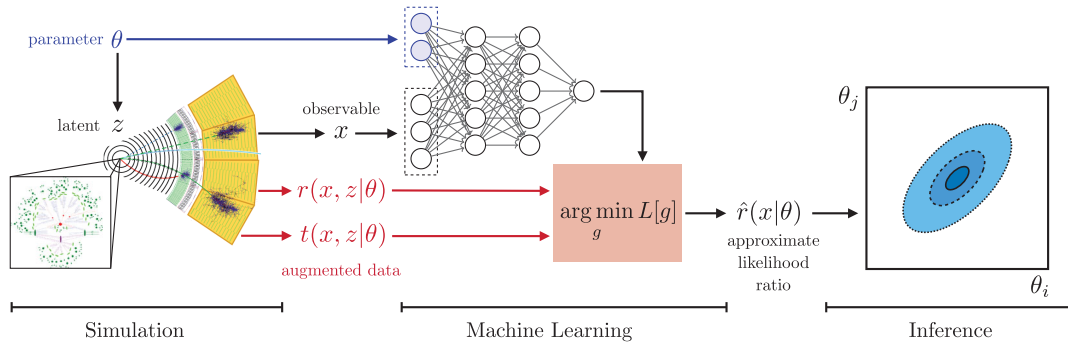 parameter θ
latent z
observable
x
r(x, z|θ)
t(x, z|θ)
augmented data
arg min L[g]
g
r̂(x|θ)
approximate
likelihood
ratio
θj
θi
Simulation
Machine Learning
Inference